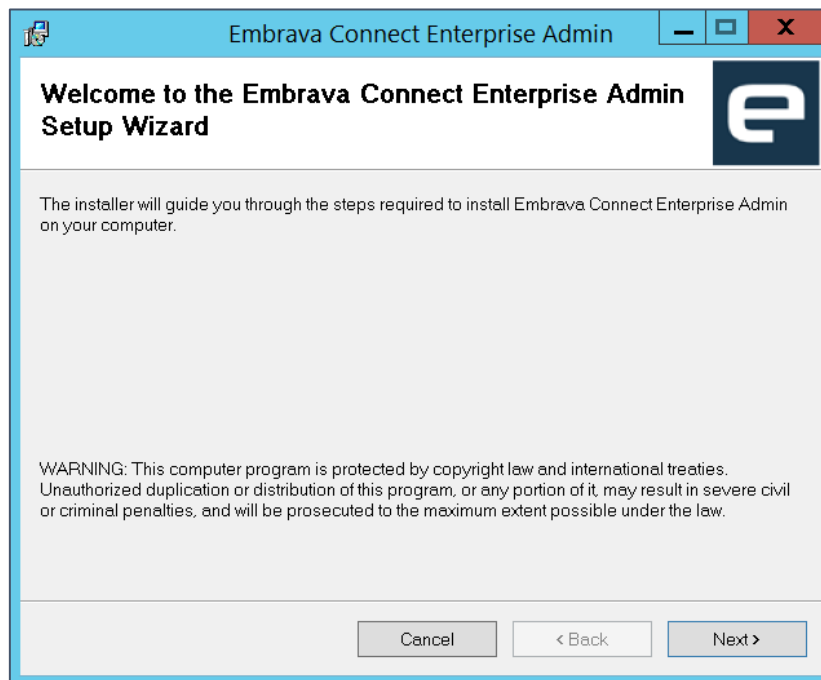 Embrava Connect Enterprise Admin
X
Welcome to the Embrava Connect Enterprise Admin
Setup Wizard
e
The installer will guide you through the steps required to install Embrava Connect Enterprise Admin
on your computer.
WARNING: This computer program is protected by copyright law and international treaties.
Unauthorized duplication or distribution of this program, or any portion of it, may result in severe civil
or criminal penalties, and will be prosecuted to the maximum extent possible under the law.
Cancel < Back Next >